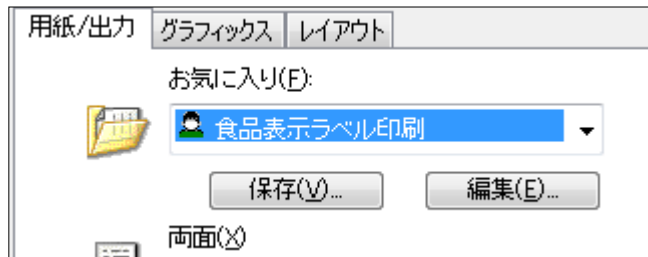 用紙/出力 グラフィックス レイアウト
お気に入り(F):
食品表示ラベル印刷
保存(V)... 編集(E)...
両面(X)